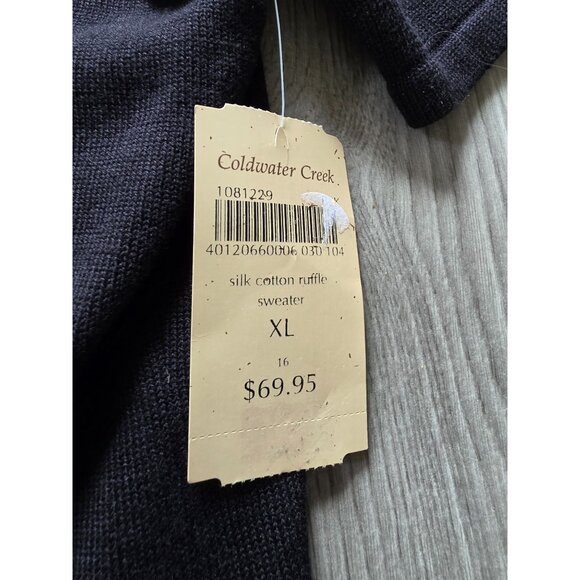 Coldwater Creek
1081229
40120660006 030 104
silk cotton ruffle
sweater
XL
16
$69.95